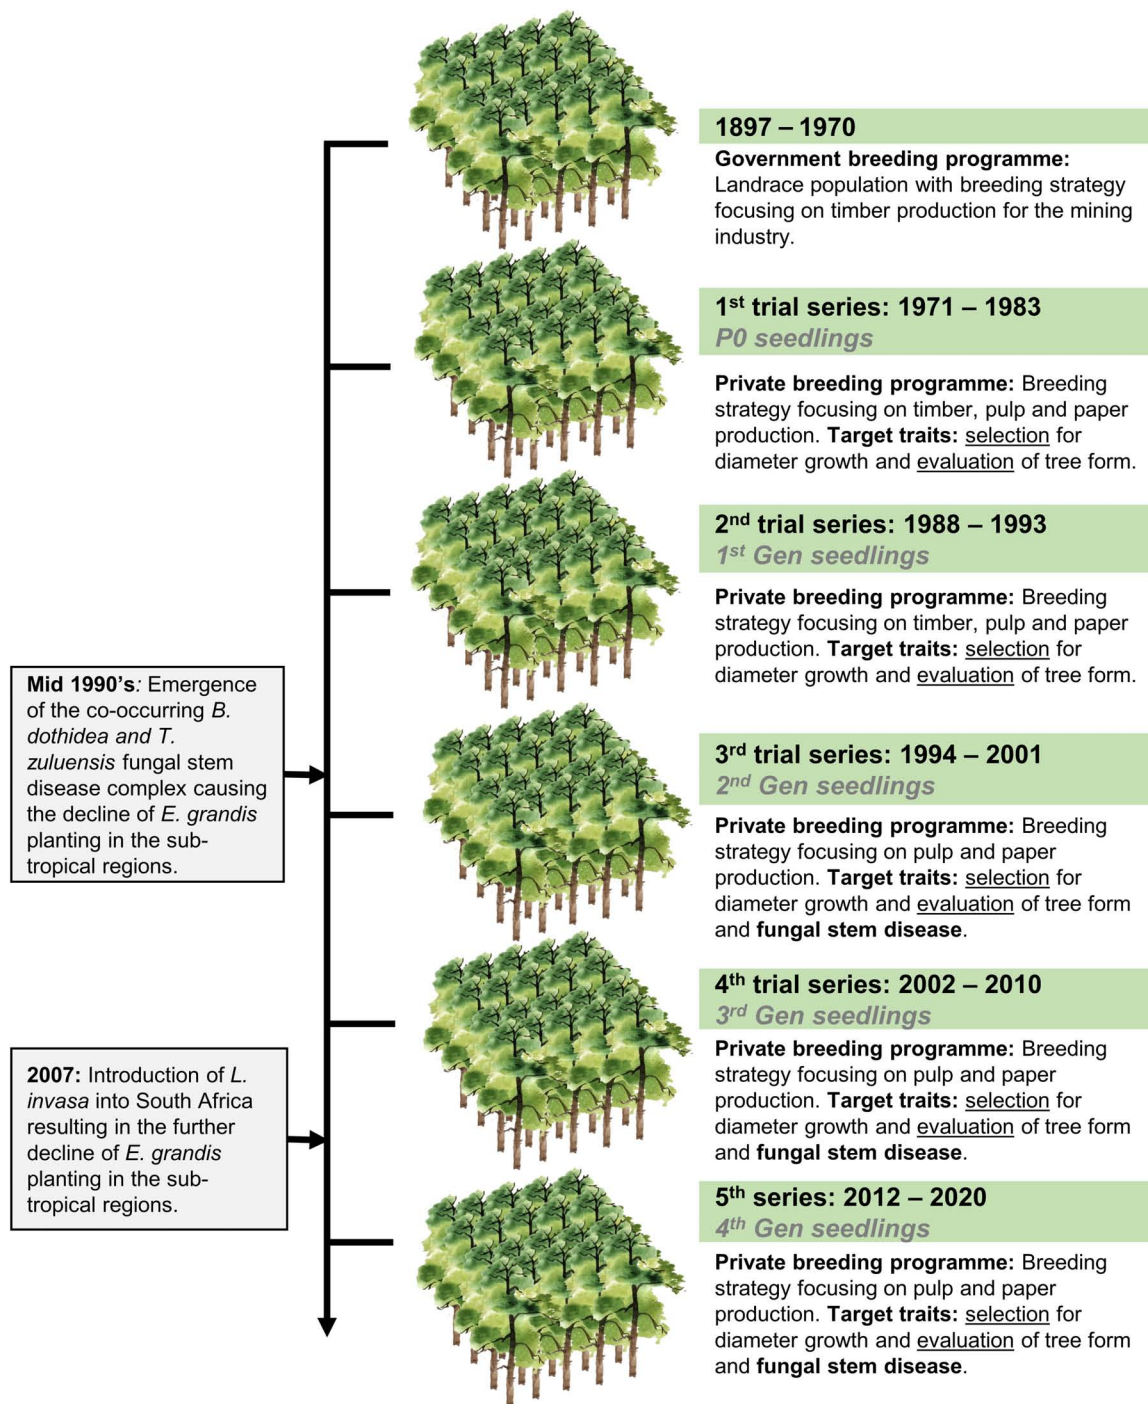 1897 – 1970
Government breeding programme:
Landrace population with breeding strategy
focusing on timber production for the mining
industry.
1st trial series: 1971 – 1983
P0 seedlings
Private breeding programme: Breeding
strategy focusing on timber, pulp and paper
production. Target traits: selection for
diameter growth and evaluation of tree form.
2nd trial series: 1988 – 1993
1st Gen seedlings
Private breeding programme: Breeding
strategy focusing on timber, pulp and paper
production. Target traits: selection for
diameter growth and evaluation of tree form.
Mid 1990's: Emergence
of the co-occurring B.
dothidea and T.
zuluensis fungal stem
disease complex causing
the decline of E. grandis
planting in the sub-
tropical regions.
3rd trial series: 1994 – 2001
2nd Gen seedlings
Private breeding programme: Breeding
strategy focusing on pulp and paper
production. Target traits: selection for
diameter growth and evaluation of tree form
and fungal stem disease.
4th trial series: 2002 – 2010
3rd Gen seedlings
Private breeding programme: Breeding
strategy focusing on pulp and paper
production. Target traits: selection for
diameter growth and evaluation of tree form
and fungal stem disease.
2007: Introduction of L.
invasa into South Africa
resulting in the further
decline of E. grandis
planting in the sub-
tropical regions.
5th series: 2012 – 2020
4th Gen seedlings
Private breeding programme: Breeding
strategy focusing on pulp and paper
production. Target traits: selection for
diameter growth and evaluation of tree form
and fungal stem disease.